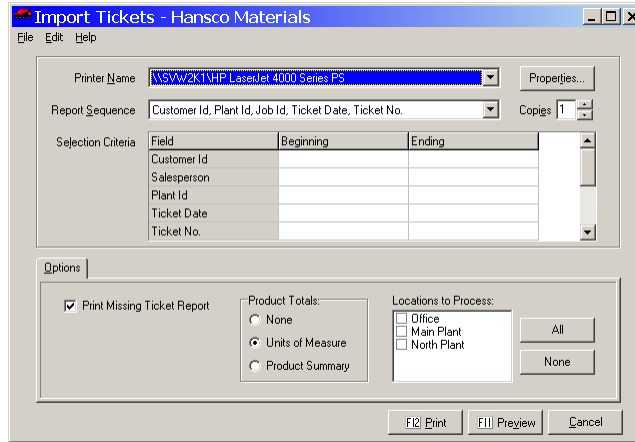 Import Tickets - Hansco Materials
File Edit Help
Printer Name \\SVW2K1\HP LaserJet 4000 Series PS Properties...
Report Sequence Customer Id, Plant Id, Job Id, Ticket Date, Ticket No. Copies 1
Selection Criteria Field Beginning Ending
Customer Id
Salesperson
Plant Id
Ticket Date
Ticket No.
Options
Print Missing Ticket Report
Product Totals:
None
Units of Measure
Product Summary
Locations to Process:
Office
Main Plant
North Plant
All
None
F12 Print F11 Preview Cancel